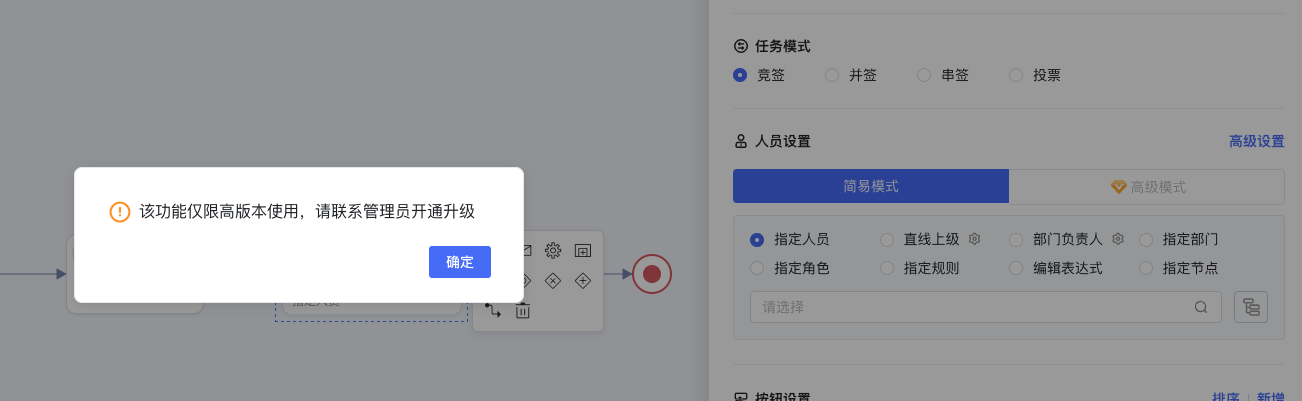 任务模式
竞签 并签 串签 投票
人员设置 高级设置
简易模式 高级模式
该功能仅限高版本使用，请联系管理员开通升级
确定
指定人员 直线上级 部门负责人 指定部门
指定角色 指定规则 编辑表达式 指定节点
请选择
按钮设置 排序 | 新增